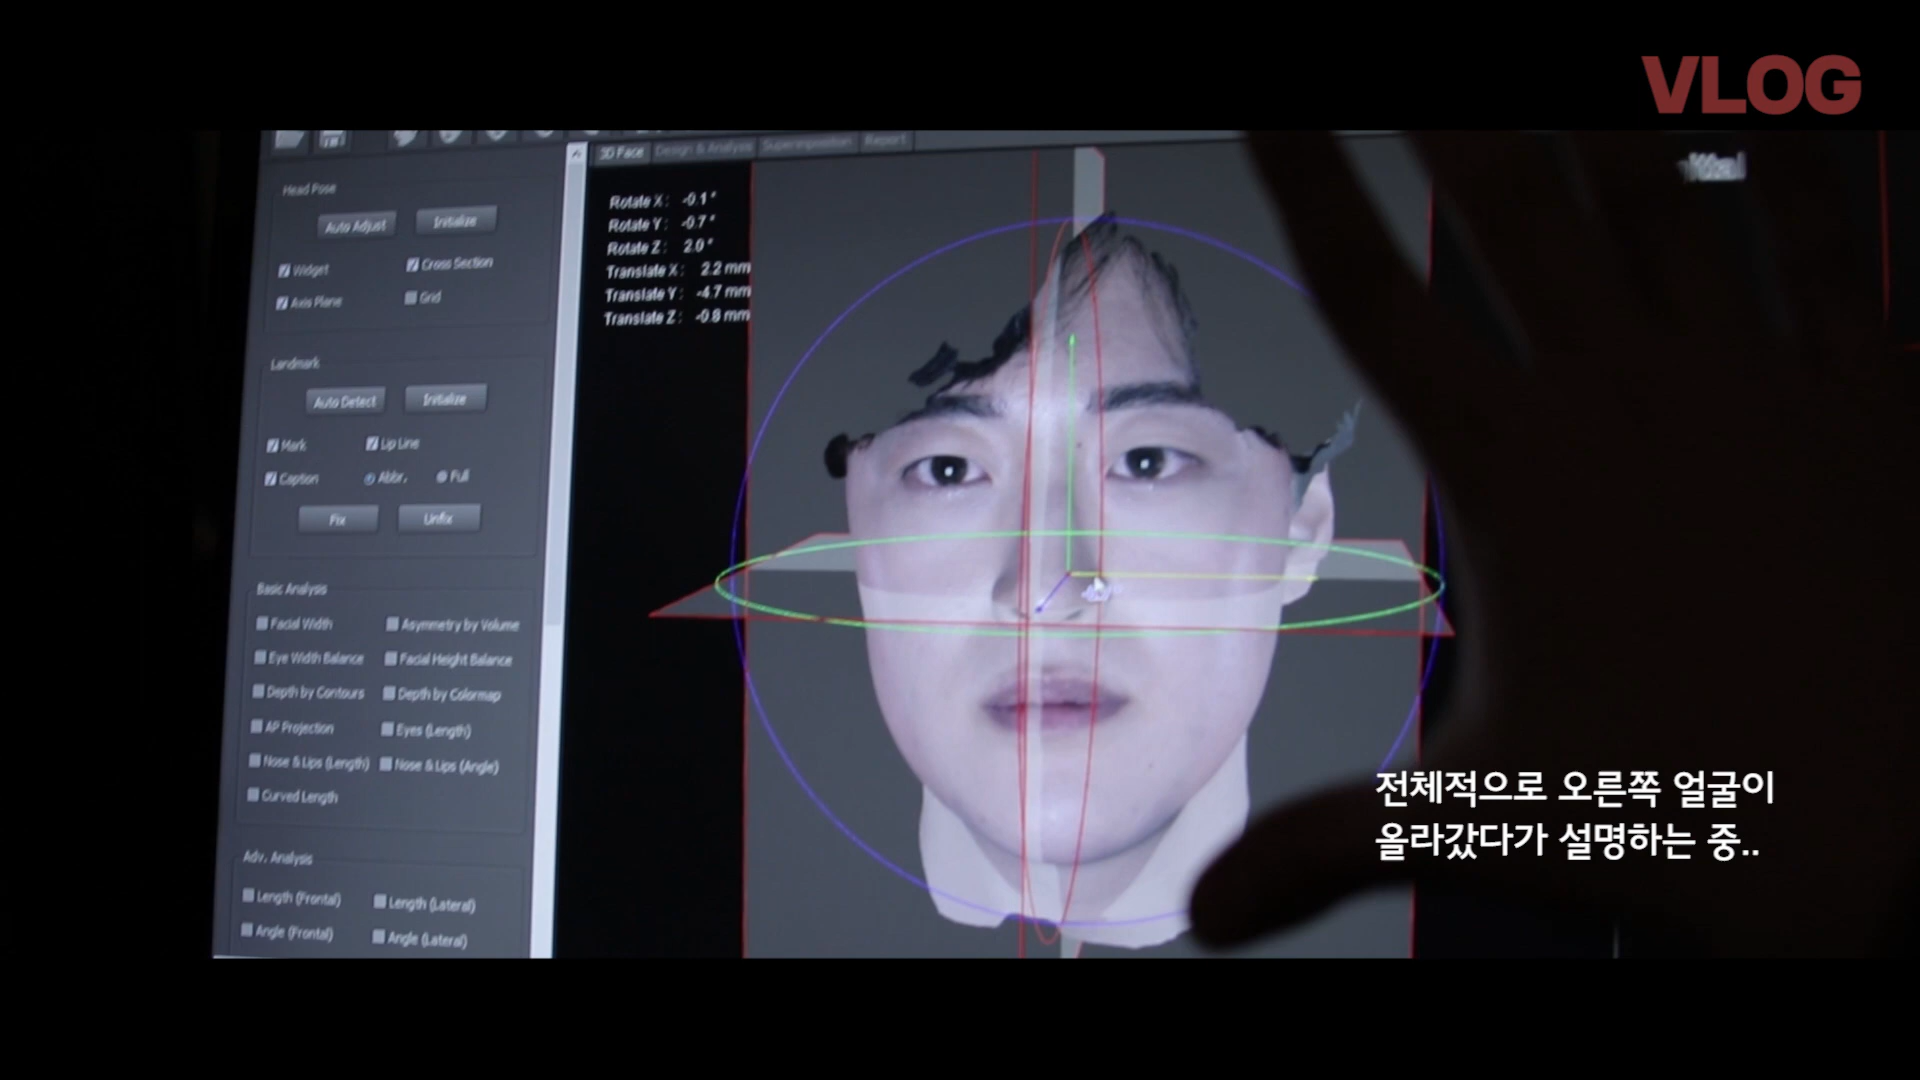 VLOG
3D Face
Design & Analysis
Superimposition
Report
Head Pose
Auto Adjust
Initialize
Widget
Cross Section
Axis Plane
Grid
Landmark
Auto Detect
Initialize
Mark
Lip Line
Caption
Abbr.
Full
Fix
Unfix
Basic Analysis
Facial Width
Asymmetry by Volume
Eye Width Balance
Facial Height Balance
Depth by Contours
Depth by Colormap
AP Projection
Eyes (Length)
Nose & Lips (Length)
Nose & Lips (Angle)
Curved Length
Adv. Analysis
Length (Frontal)
Length (Lateral)
Angle (Frontal)
Angle (Lateral)
Rotate X : -0.1 °
Rotate Y : -0.7 °
Rotate Z : 2.0 °
Translate X : 2.2 mm
Translate Y : -4.7 mm
Translate Z : -0.8 mm
전체적으로 오른쪽 얼굴이
올라갔다가 설명하는 중..